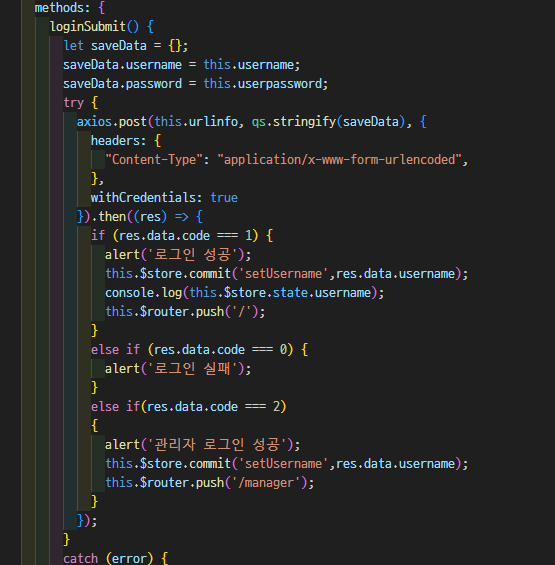 methods: {
loginSubmit() {
let saveData = {};
saveData.username = this.username;
saveData.password = this.userpassword;
try {
axios.post(this.urlinfo, qs.stringify(saveData), {
headers: {
"Content-Type": "application/x-www-form-urlencoded",
},
withCredentials: true
}).then((res) => {
if (res.data.code === 1) {
alert('로그인 성공');
this.$store.commit('setUsername',res.data.username);
console.log(this.$store.state.username);
this.$router.push('/');
}
else if (res.data.code === 0) {
alert('로그인 실패');
}
else if(res.data.code === 2)
{
alert('관리자 로그인 성공');
this.$store.commit('setUsername',res.data.username);
this.$router.push('/manager');
}
});
}
catch (error) {